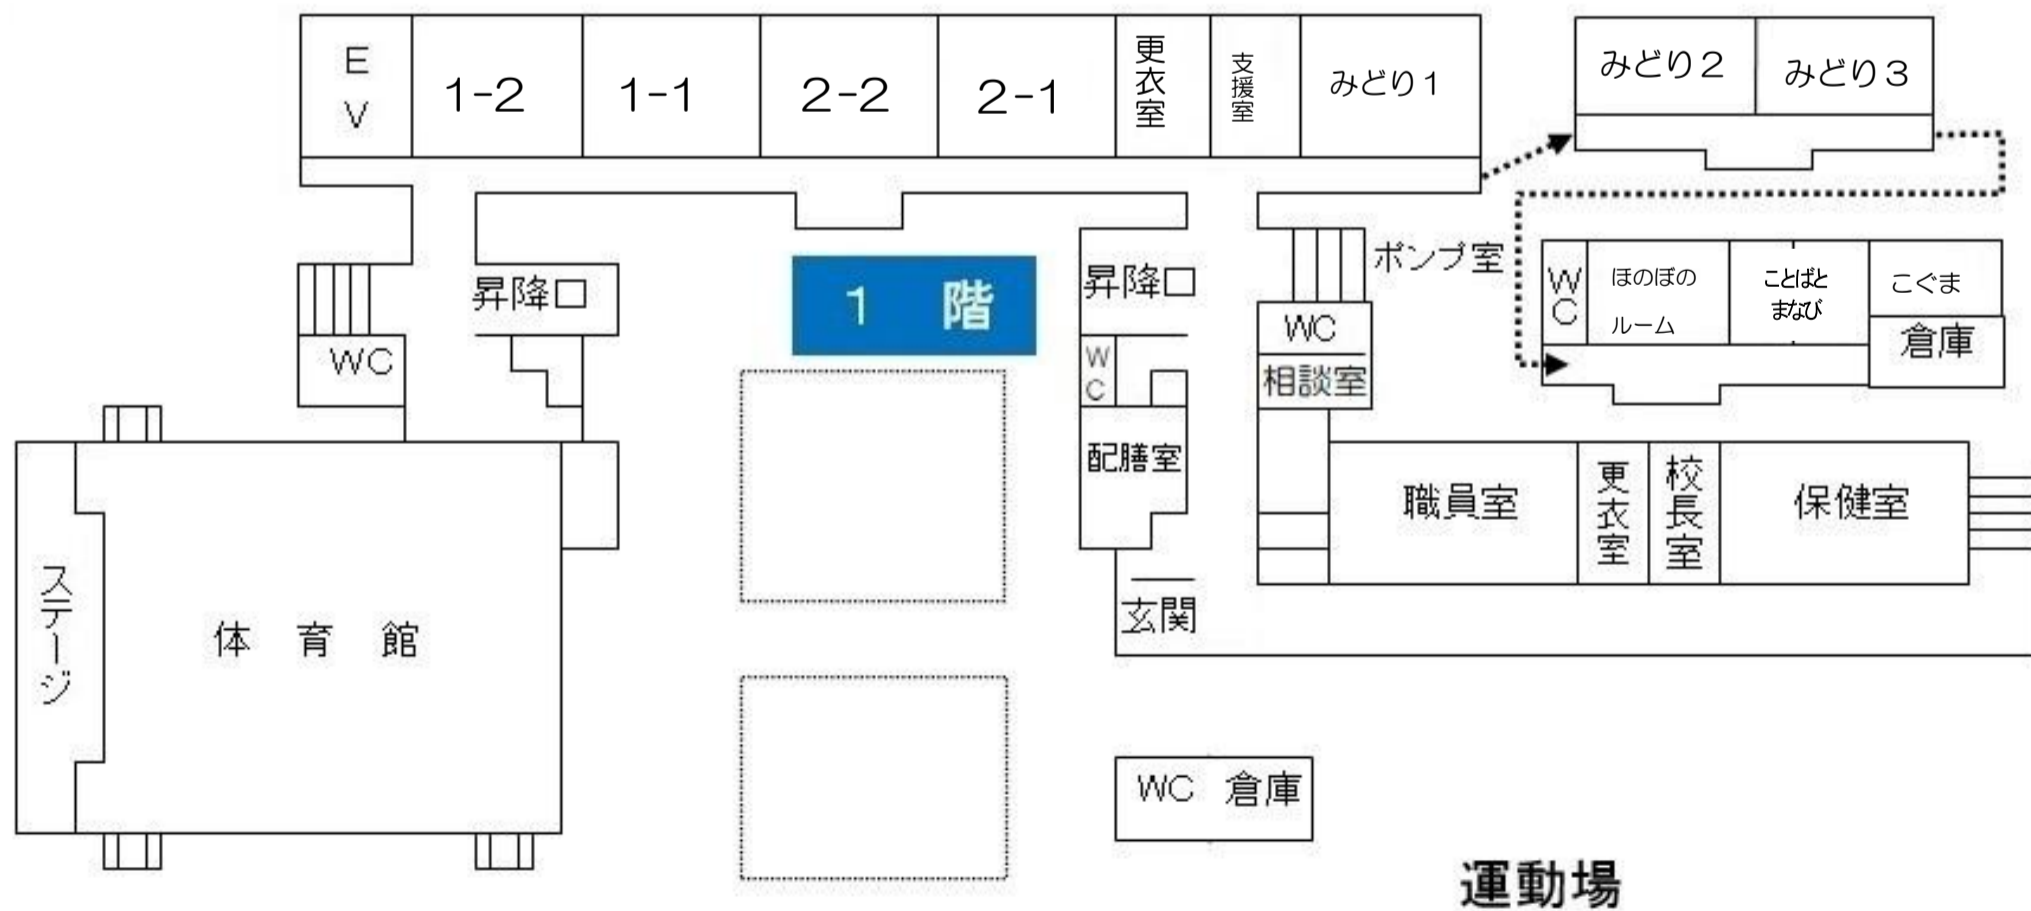 EV
1-2
1-1
2-2
2-1
更衣室
支援室
みどり1
みどり2
みどり3
昇降口
1 階
昇降口
ポンプ室
WC
ほのぼの
ルーム
ことばと
まなび
こぐま
倉庫
WC
WC
WC
相談室
配膳室
職員室
更衣室
校長室
保健室
ステージ
体 育 館
玄関
WC 倉庫
運動場